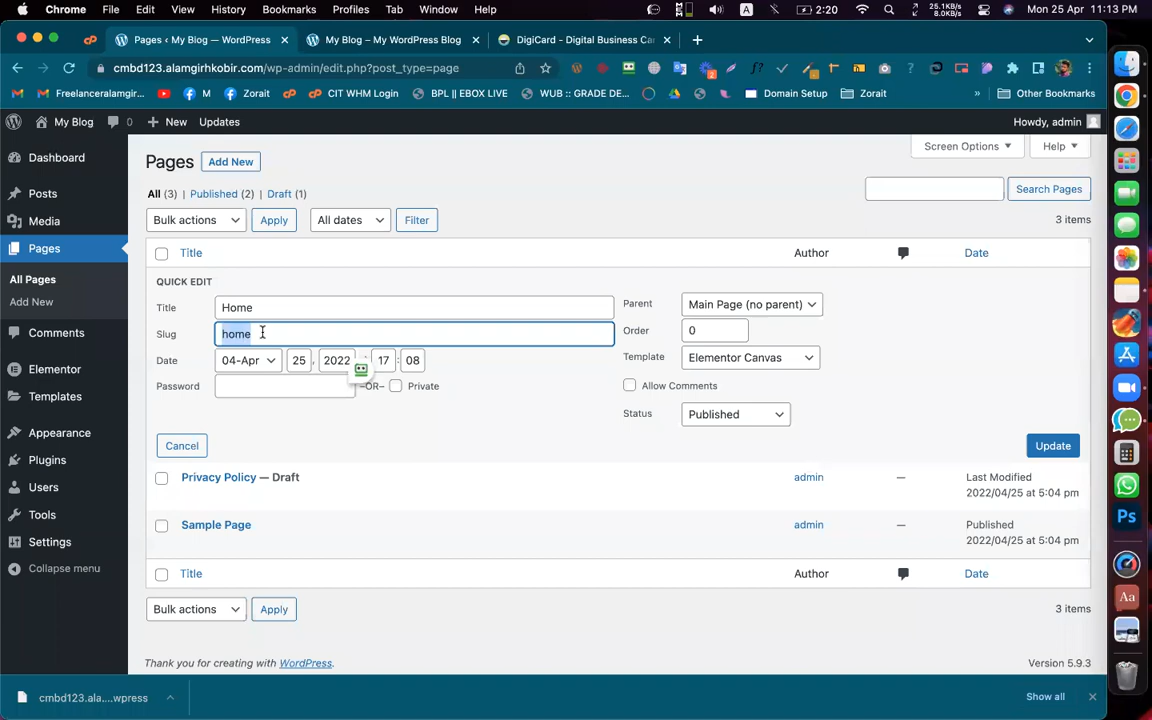 Chrome File Edit View History Bookmarks Profiles Tab Window Help
25.1KB/s
8.0KB/s
A
2:20
Mon 25 Apr 11:13 PM
Pages ‹ My Blog — WordPress
My Blog – My WordPress Blog
DigiCard - Digital Business Ca
cmbd123.alamgirhkobir.com/wp-admin/edit.php?post_type=page
Freelanceralamgir...
M
Zorait
CIT WHM Login
BPL || EBOX LIVE
WUB :: GRADE DE...
Domain Setup
Zorait
»
Other Bookmarks
My Blog 0 New Updates
Howdy, admin
Dashboard
Posts
Media
Pages
All Pages
Add New
Comments
Elementor
Templates
Appearance
Plugins
Users
Tools
Settings
Collapse menu
Screen Options Help
Pages Add New
All (3) | Published (2) | Draft (1)
Search Pages
Bulk actions Apply All dates Filter
3 items
Title Author Date
QUICK EDIT
Title Home
Slug home
Date 04-Apr 25 , 2022 17 : 08
Password –OR– Private
Parent Main Page (no parent)
Order 0
Template Elementor Canvas
Allow Comments
Status Published
Cancel Update
Privacy Policy — Draft admin — Last Modified
2022/04/25 at 5:04 pm
Sample Page admin — Published
2022/04/25 at 5:04 pm
Title Author Date
Bulk actions Apply
3 items
Thank you for creating with WordPress.
Version 5.9.3
cmbd123.ala....wpress
Show all
Ps
Aa